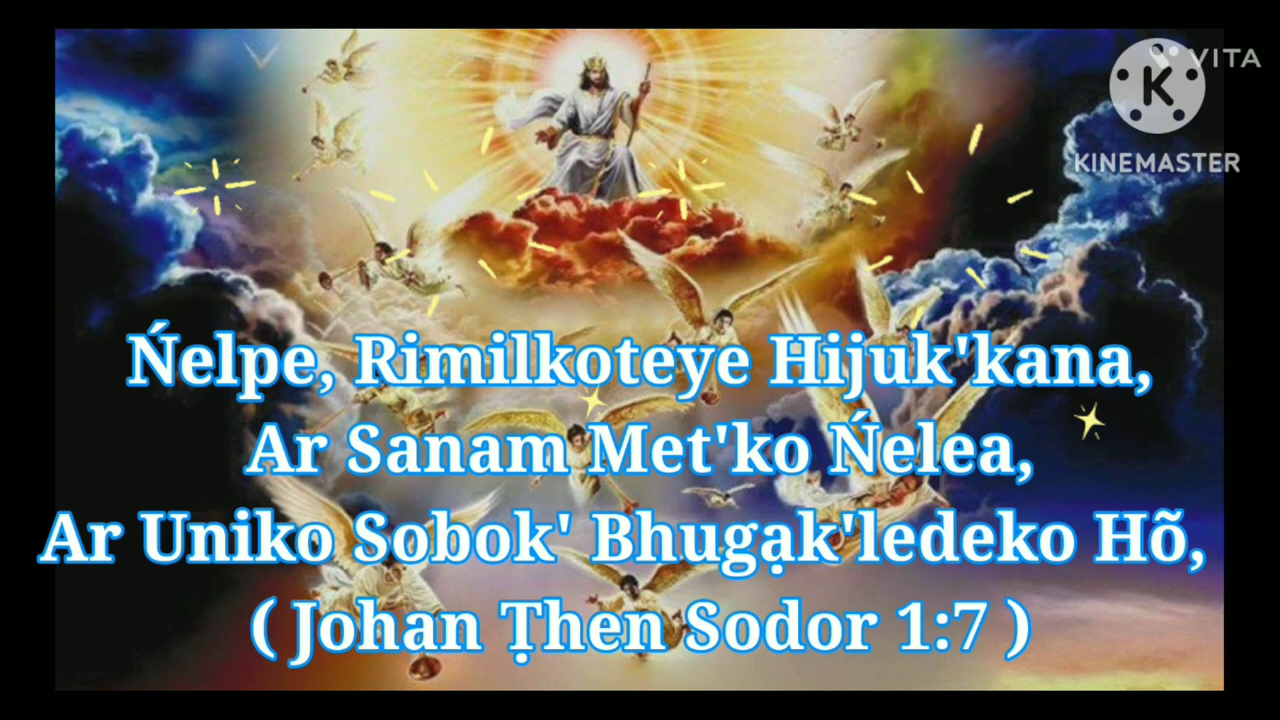 VITA
KINEMASTER
Ńelpe, Rimilkoteye Hijuk'kana,
Ar Sanam Met'ko Ńelea,
Ar Uniko Sobok' Bhugạk'ledeko Hõ,
( Johan Ṭhen Sodor 1:7 )